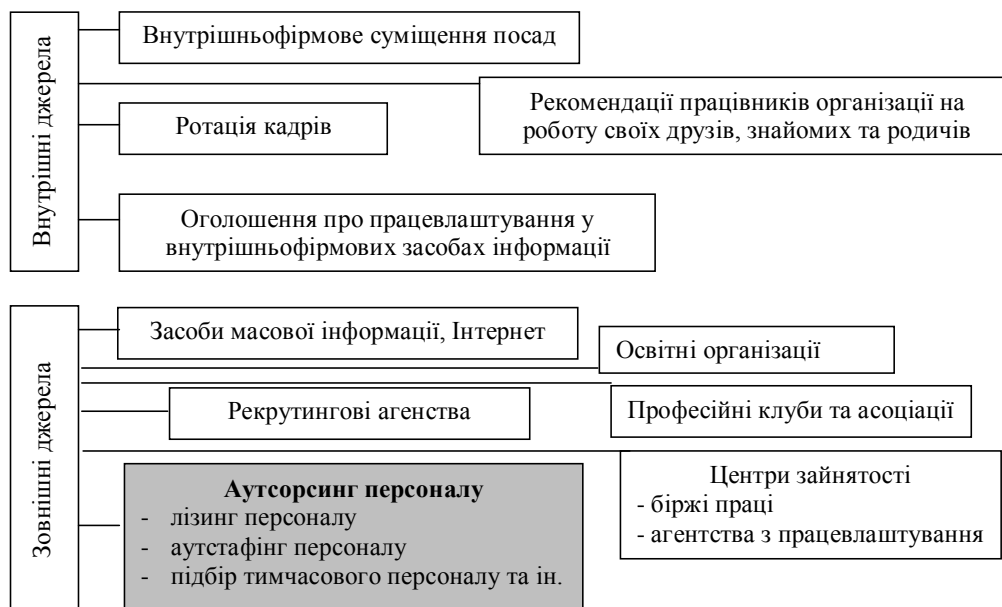 Внутрішні джерела
Внутрішньофірмове суміщення посад
Рекомендації працівників організації на
роботу своїх друзів, знайомих та родичів
Ротація кадрів
Оголошення про працевлаштування у
внутрішньофірмових засобах інформації
Зовнішні джерела
Засоби масової інформації, Інтернет
Освітні організації
Рекрутингові агенства
Професійні клуби та асоціації
Аутсорсинг персоналу
- лізинг персоналу
- аутстафінг персоналу
- підбір тимчасового персоналу та ін.
Центри зайнятості
- біржі праці
- агентства з працевлаштування